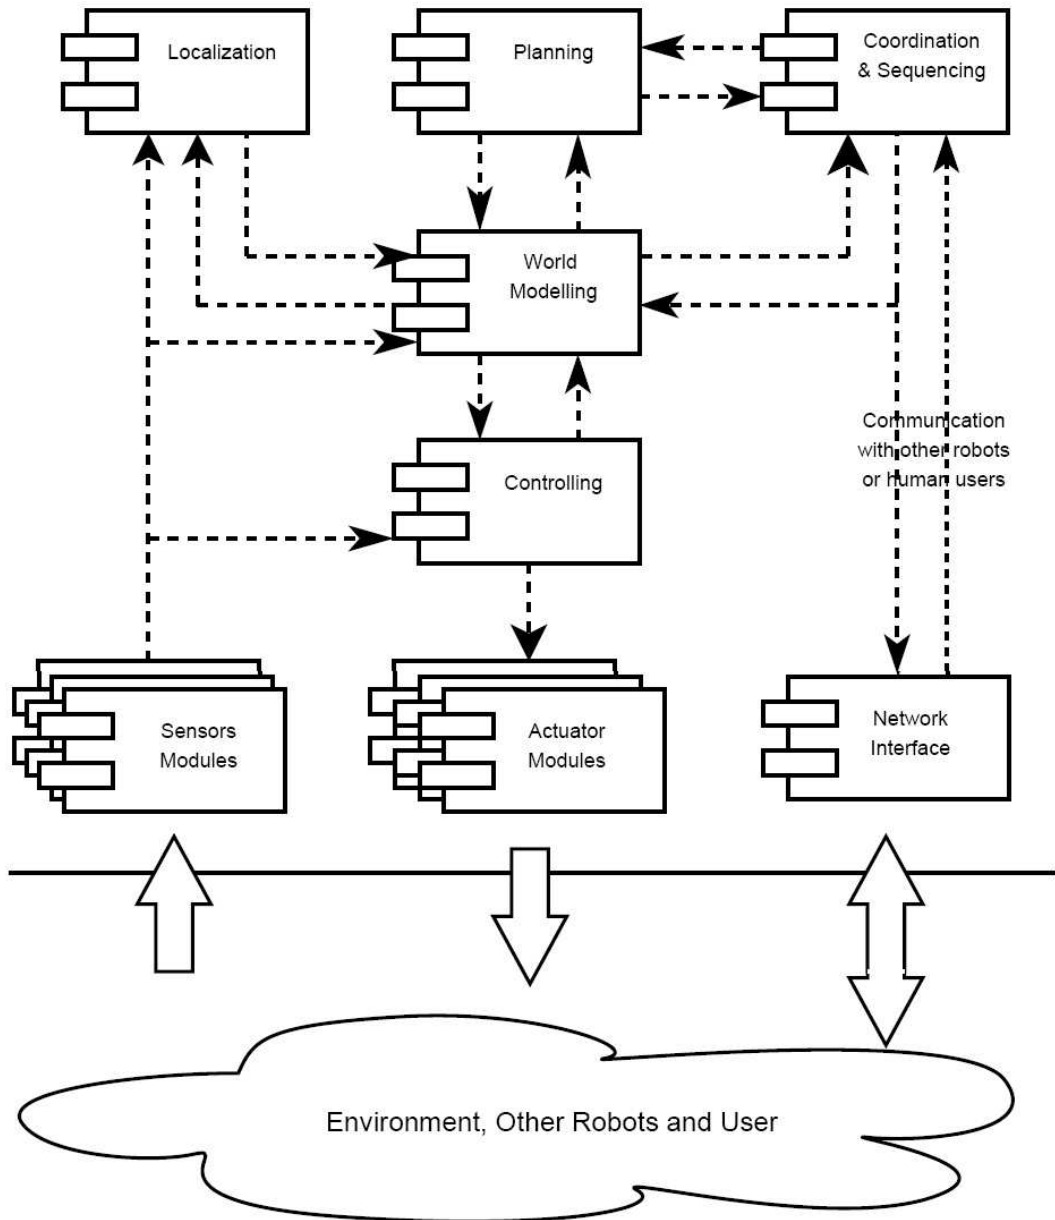 Localization
Planning
Coordination
& Sequencing
World
Modelling
Communication
with other robots
or human users
Controlling
Sensors
Modules
Actuator
Modules
Network
Interface
Environment, Other Robots and User